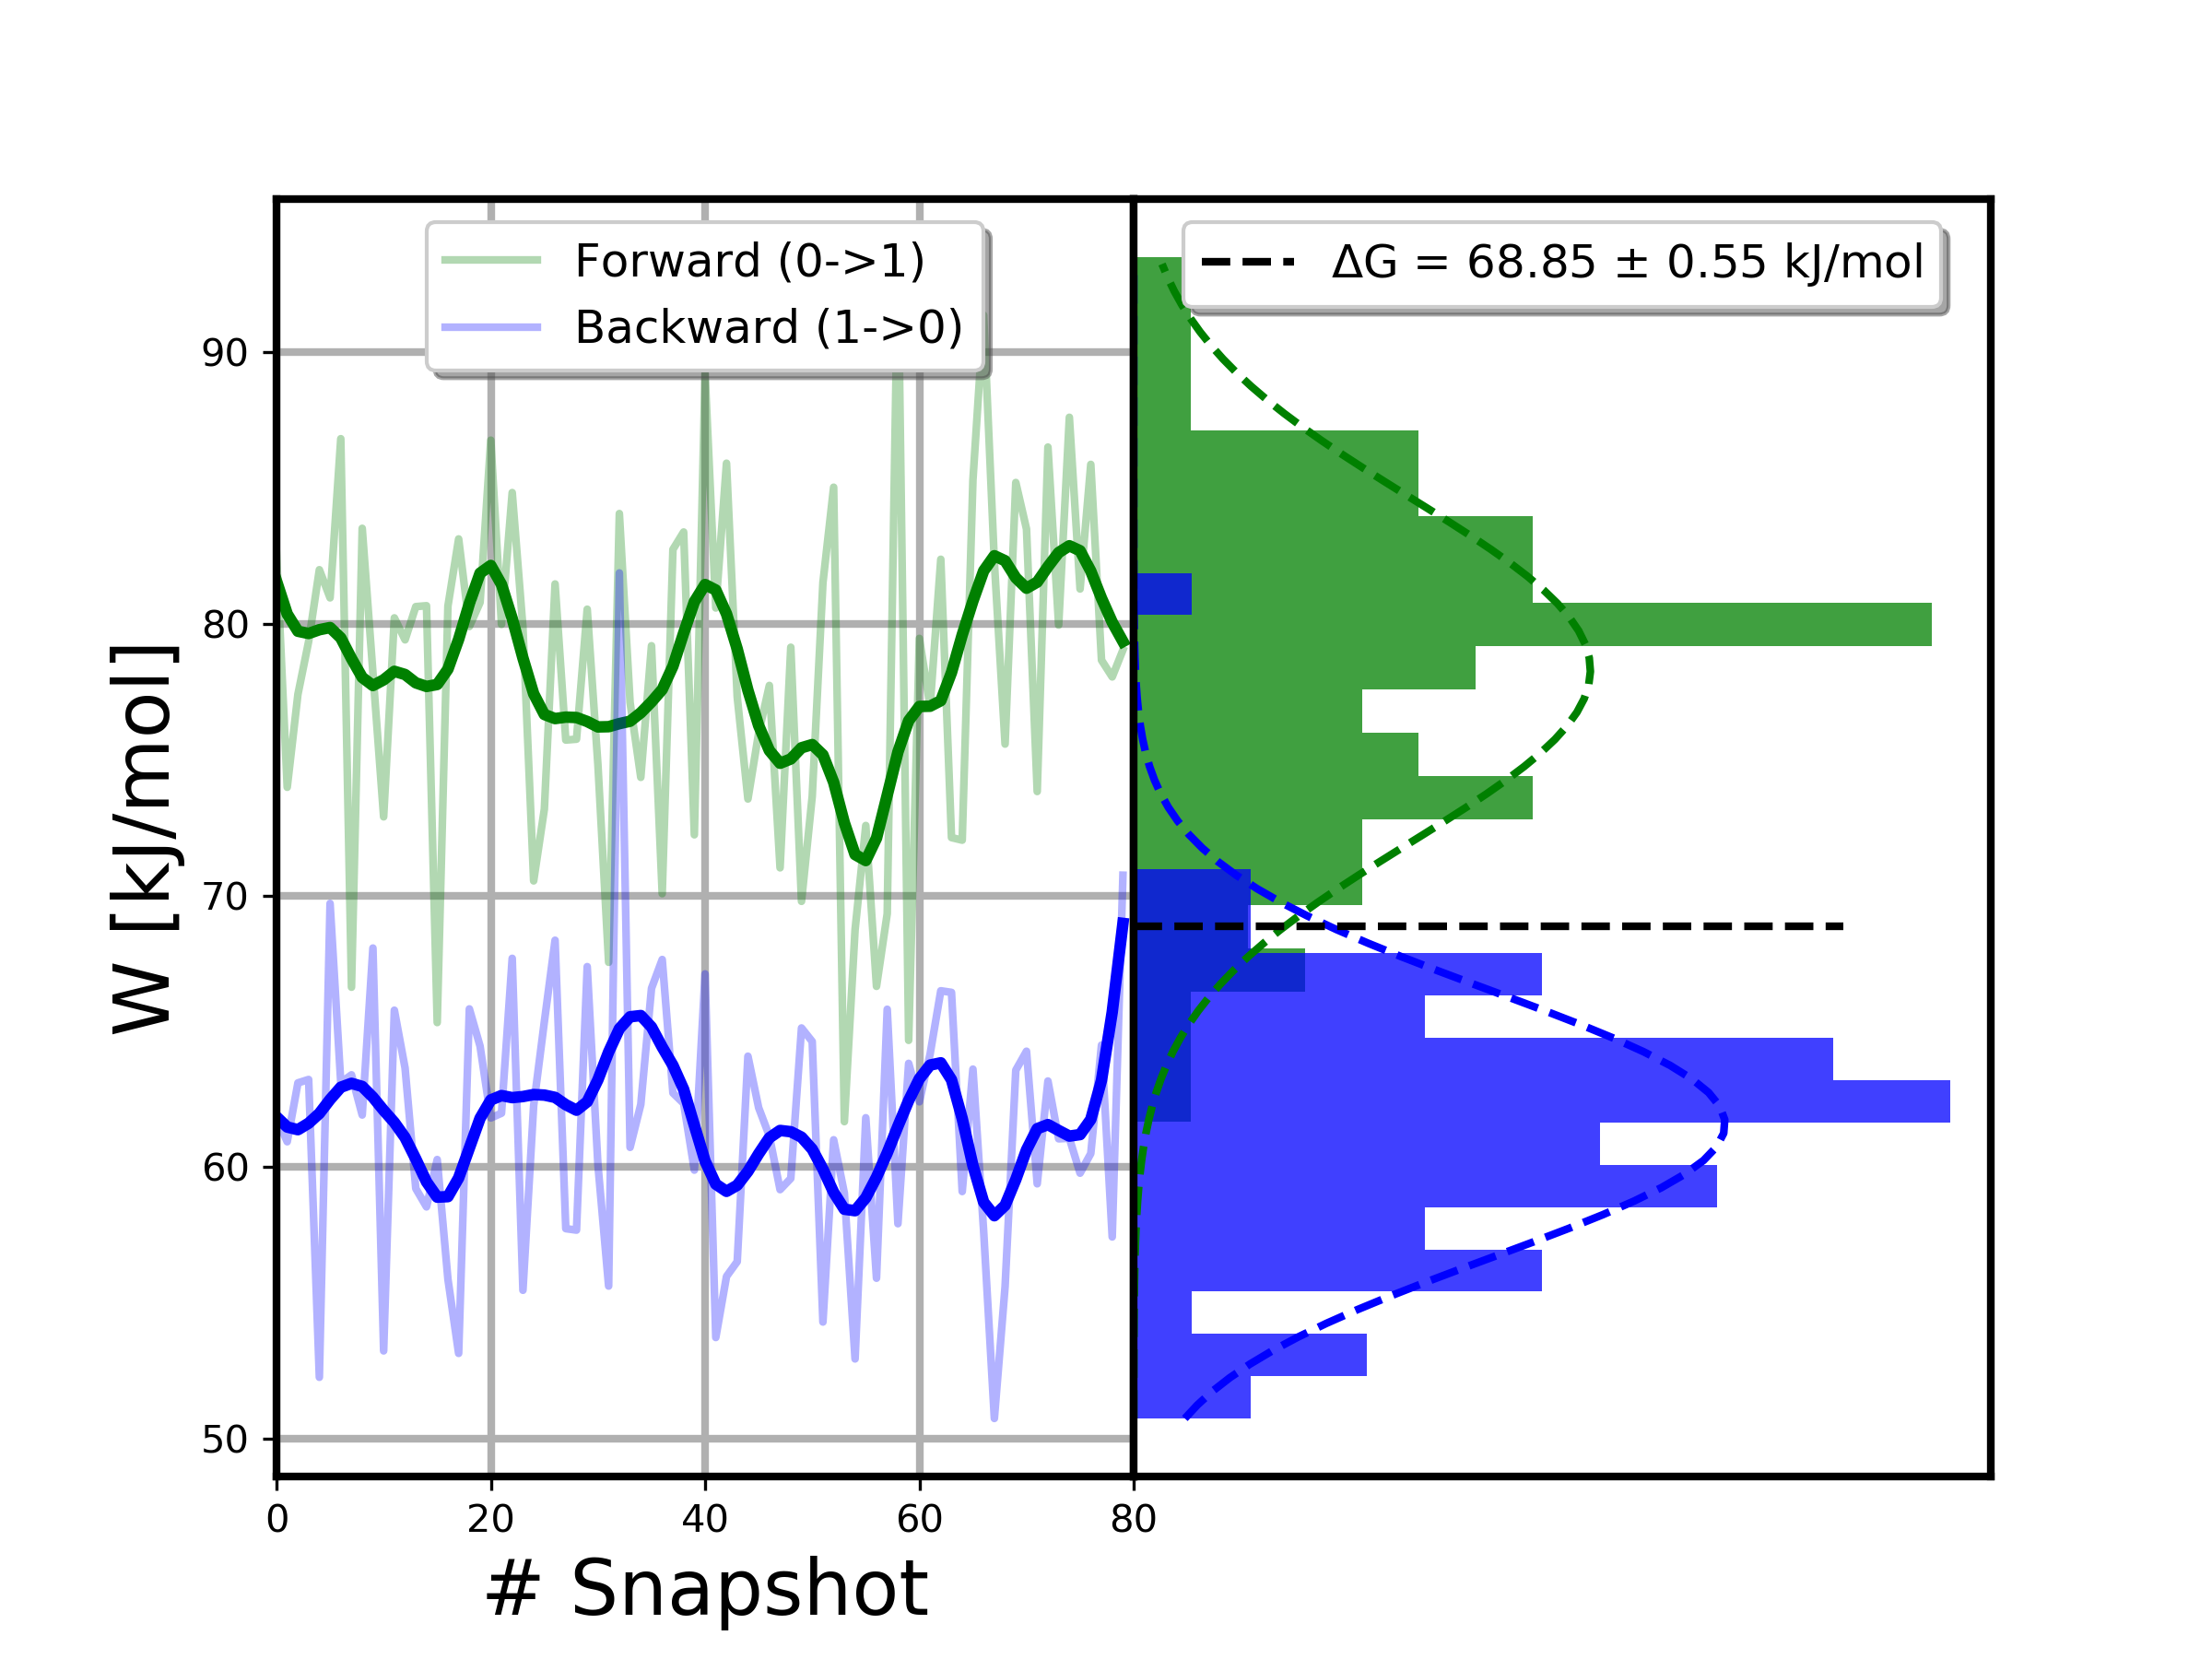 Forward (0->1)
Backward (1->0)
ΔG = 68.85 ± 0.55 kJ/mol
W [kJ/mol]
90
80
70
60
50
0 20 40 60 80
# Snapshot